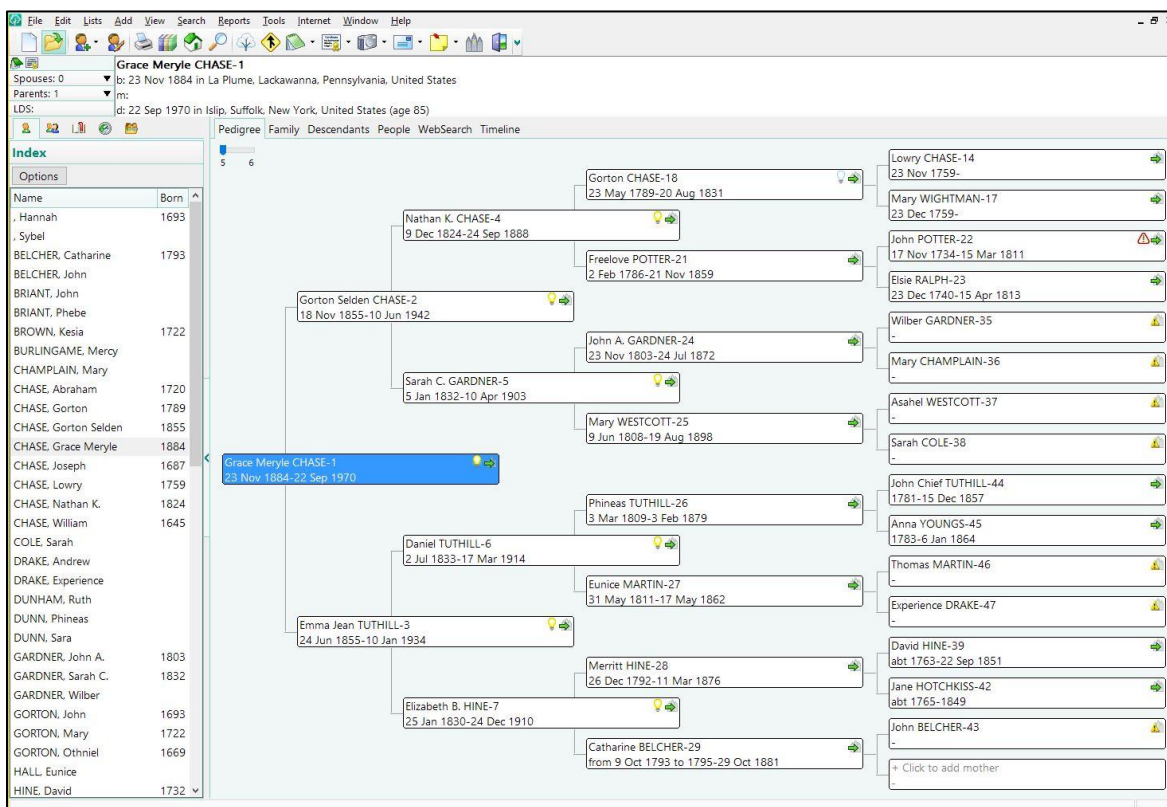 File Edit Lists Add View Search Reports Tools Internet Window Help
Grace Meryle CHASE-1
Spouses: 0
b: 23 Nov 1884 in La Plume, Lackawanna, Pennsylvania, United States
Parents: 1
m:
LDS:
d: 22 Sep 1970 in Islip, Suffolk, New York, United States (age 85)
Index
Options
Name Born
, Hannah 1693
, Sybel
BELCHER, Catharine 1793
BELCHER, John
BRIANT, John
BRIANT, Phebe
BROWN, Kesia 1722
BURLINGAME, Mercy
CHAMPLAIN, Mary
CHASE, Abraham 1720
CHASE, Gorton 1789
CHASE, Gorton Selden 1855
CHASE, Grace Meryle 1884
CHASE, Joseph 1687
CHASE, Lowry 1759
CHASE, Nathan K. 1824
CHASE, William 1645
COLE, Sarah
DRAKE, Andrew
DRAKE, Experience
DUNHAM, Ruth
DUNN, Phineas
DUNN, Sara
GARDNER, John A. 1803
GARDNER, Sarah C. 1832
GARDNER, Wilber
GORTON, John 1693
GORTON, Mary 1722
GORTON, Othniel 1669
HALL, Eunice
HINE, David 1732
Pedigree Family Descendants People WebSearch Timeline
5 6
Grace Meryle CHASE-1
23 Nov 1884-22 Sep 1970
Gorton Selden CHASE-2
18 Nov 1855-10 Jun 1942
Emma Jean TUTHILL-3
24 Jun 1855-10 Jan 1934
Nathan K. CHASE-4
9 Dec 1824-24 Sep 1888
Sarah C. GARDNER-5
5 Jan 1832-10 Apr 1903
Daniel TUTHILL-6
2 Jul 1833-17 Mar 1914
Elizabeth B. HINE-7
25 Jan 1830-24 Dec 1910
Gorton CHASE-18
23 May 1789-20 Aug 1831
Freelove POTTER-21
2 Feb 1786-21 Nov 1859
John A. GARDNER-24
23 Nov 1803-24 Jul 1872
Mary WESTCOTT-25
9 Jun 1808-19 Aug 1898
Phineas TUTHILL-26
3 Mar 1809-3 Feb 1879
Eunice MARTIN-27
31 May 1811-17 May 1862
Merritt HINE-28
26 Dec 1792-11 Mar 1876
Catharine BELCHER-29
from 9 Oct 1793 to 1795-29 Oct 1881
Lowry CHASE-14
23 Nov 1759-
Mary WIGHTMAN-17
23 Dec 1759-
John POTTER-22
17 Nov 1734-15 Mar 1811
Elsie RALPH-23
23 Dec 1740-15 Apr 1813
Wilber GARDNER-35
-
Mary CHAMPLAIN-36
-
Asahel WESTCOTT-37
-
Sarah COLE-38
-
John Chief TUTHILL-44
1781-15 Dec 1857
Anna YOUNGS-45
1783-6 Jan 1864
Thomas MARTIN-46
-
Experience DRAKE-47
-
David HINE-39
abt 1763-22 Sep 1851
Jane HOTCHKISS-42
abt 1765-1849
John BELCHER-43
-
+ Click to add mother
-